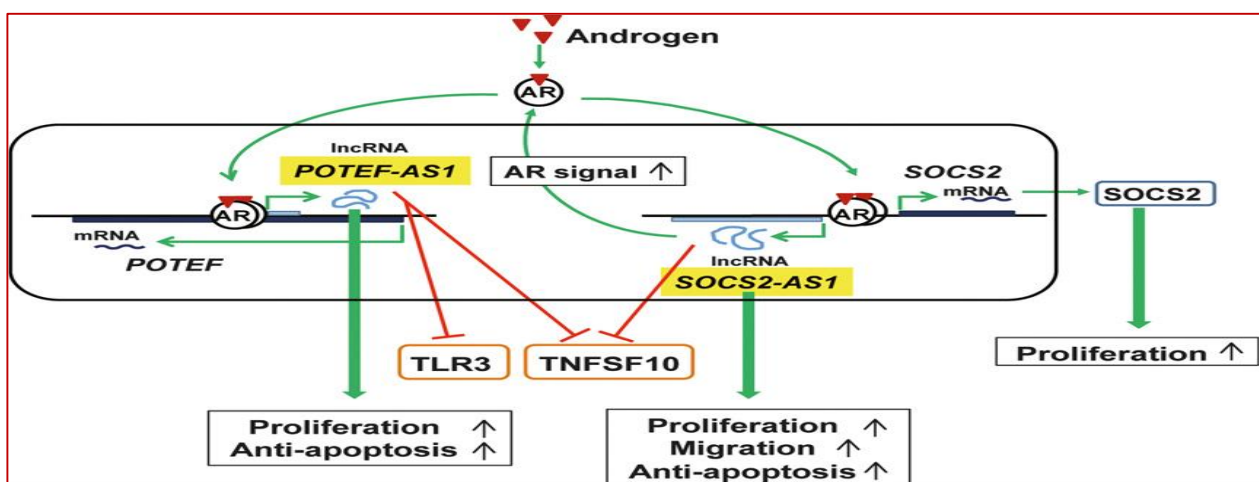 Androgen
AR
lncRNA
POTEF-AS1
AR signal ↑
SOCS2
mRNA
SOCS2
AR
AR
mRNA
POTEF
lncRNA
SOCS2-AS1
TLR3
TNFSF10
Proliferation ↑
Proliferation ↑
Anti-apoptosis ↑
Proliferation ↑
Migration ↑
Anti-apoptosis ↑